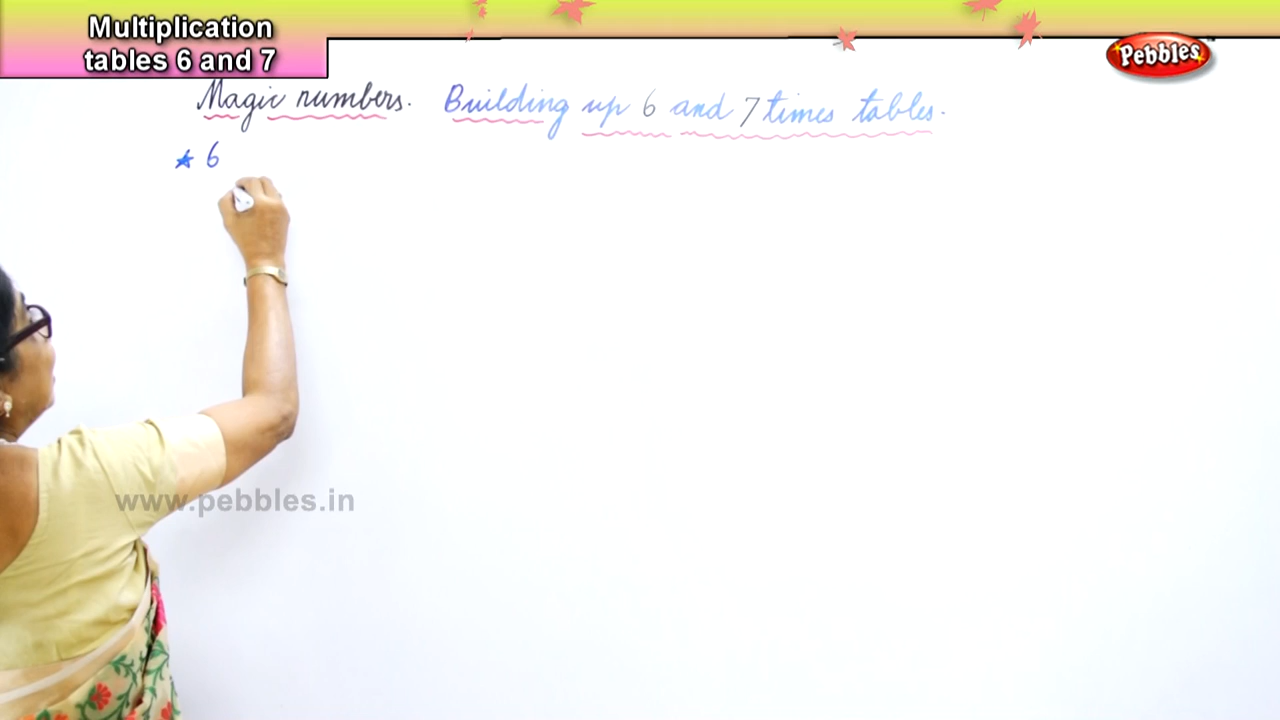 Multiplication
tables 6 and 7
Pebbles
Magic numbers. Building up 6 and 7 times tables.
★ 6
www.pebbles.in